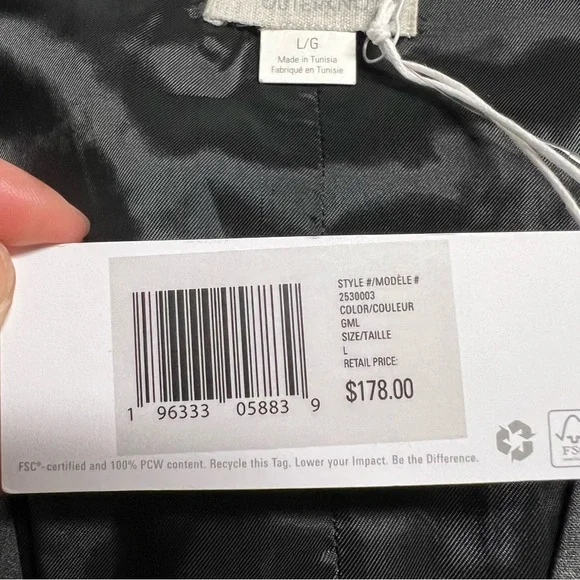 OUTERKNOWN
L/G
Made in Tunisia
Fabriqué en Tunisie
STYLE #/MODÈLE #
2530003
COLOR/COULEUR
GML
SIZE/TAILLE
L
RETAIL PRICE:
$178.00
1 96333 05883 9
FSC®-certified and 100% PCW content. Recycle this Tag. Lower your Impact. Be the Difference.
FSC